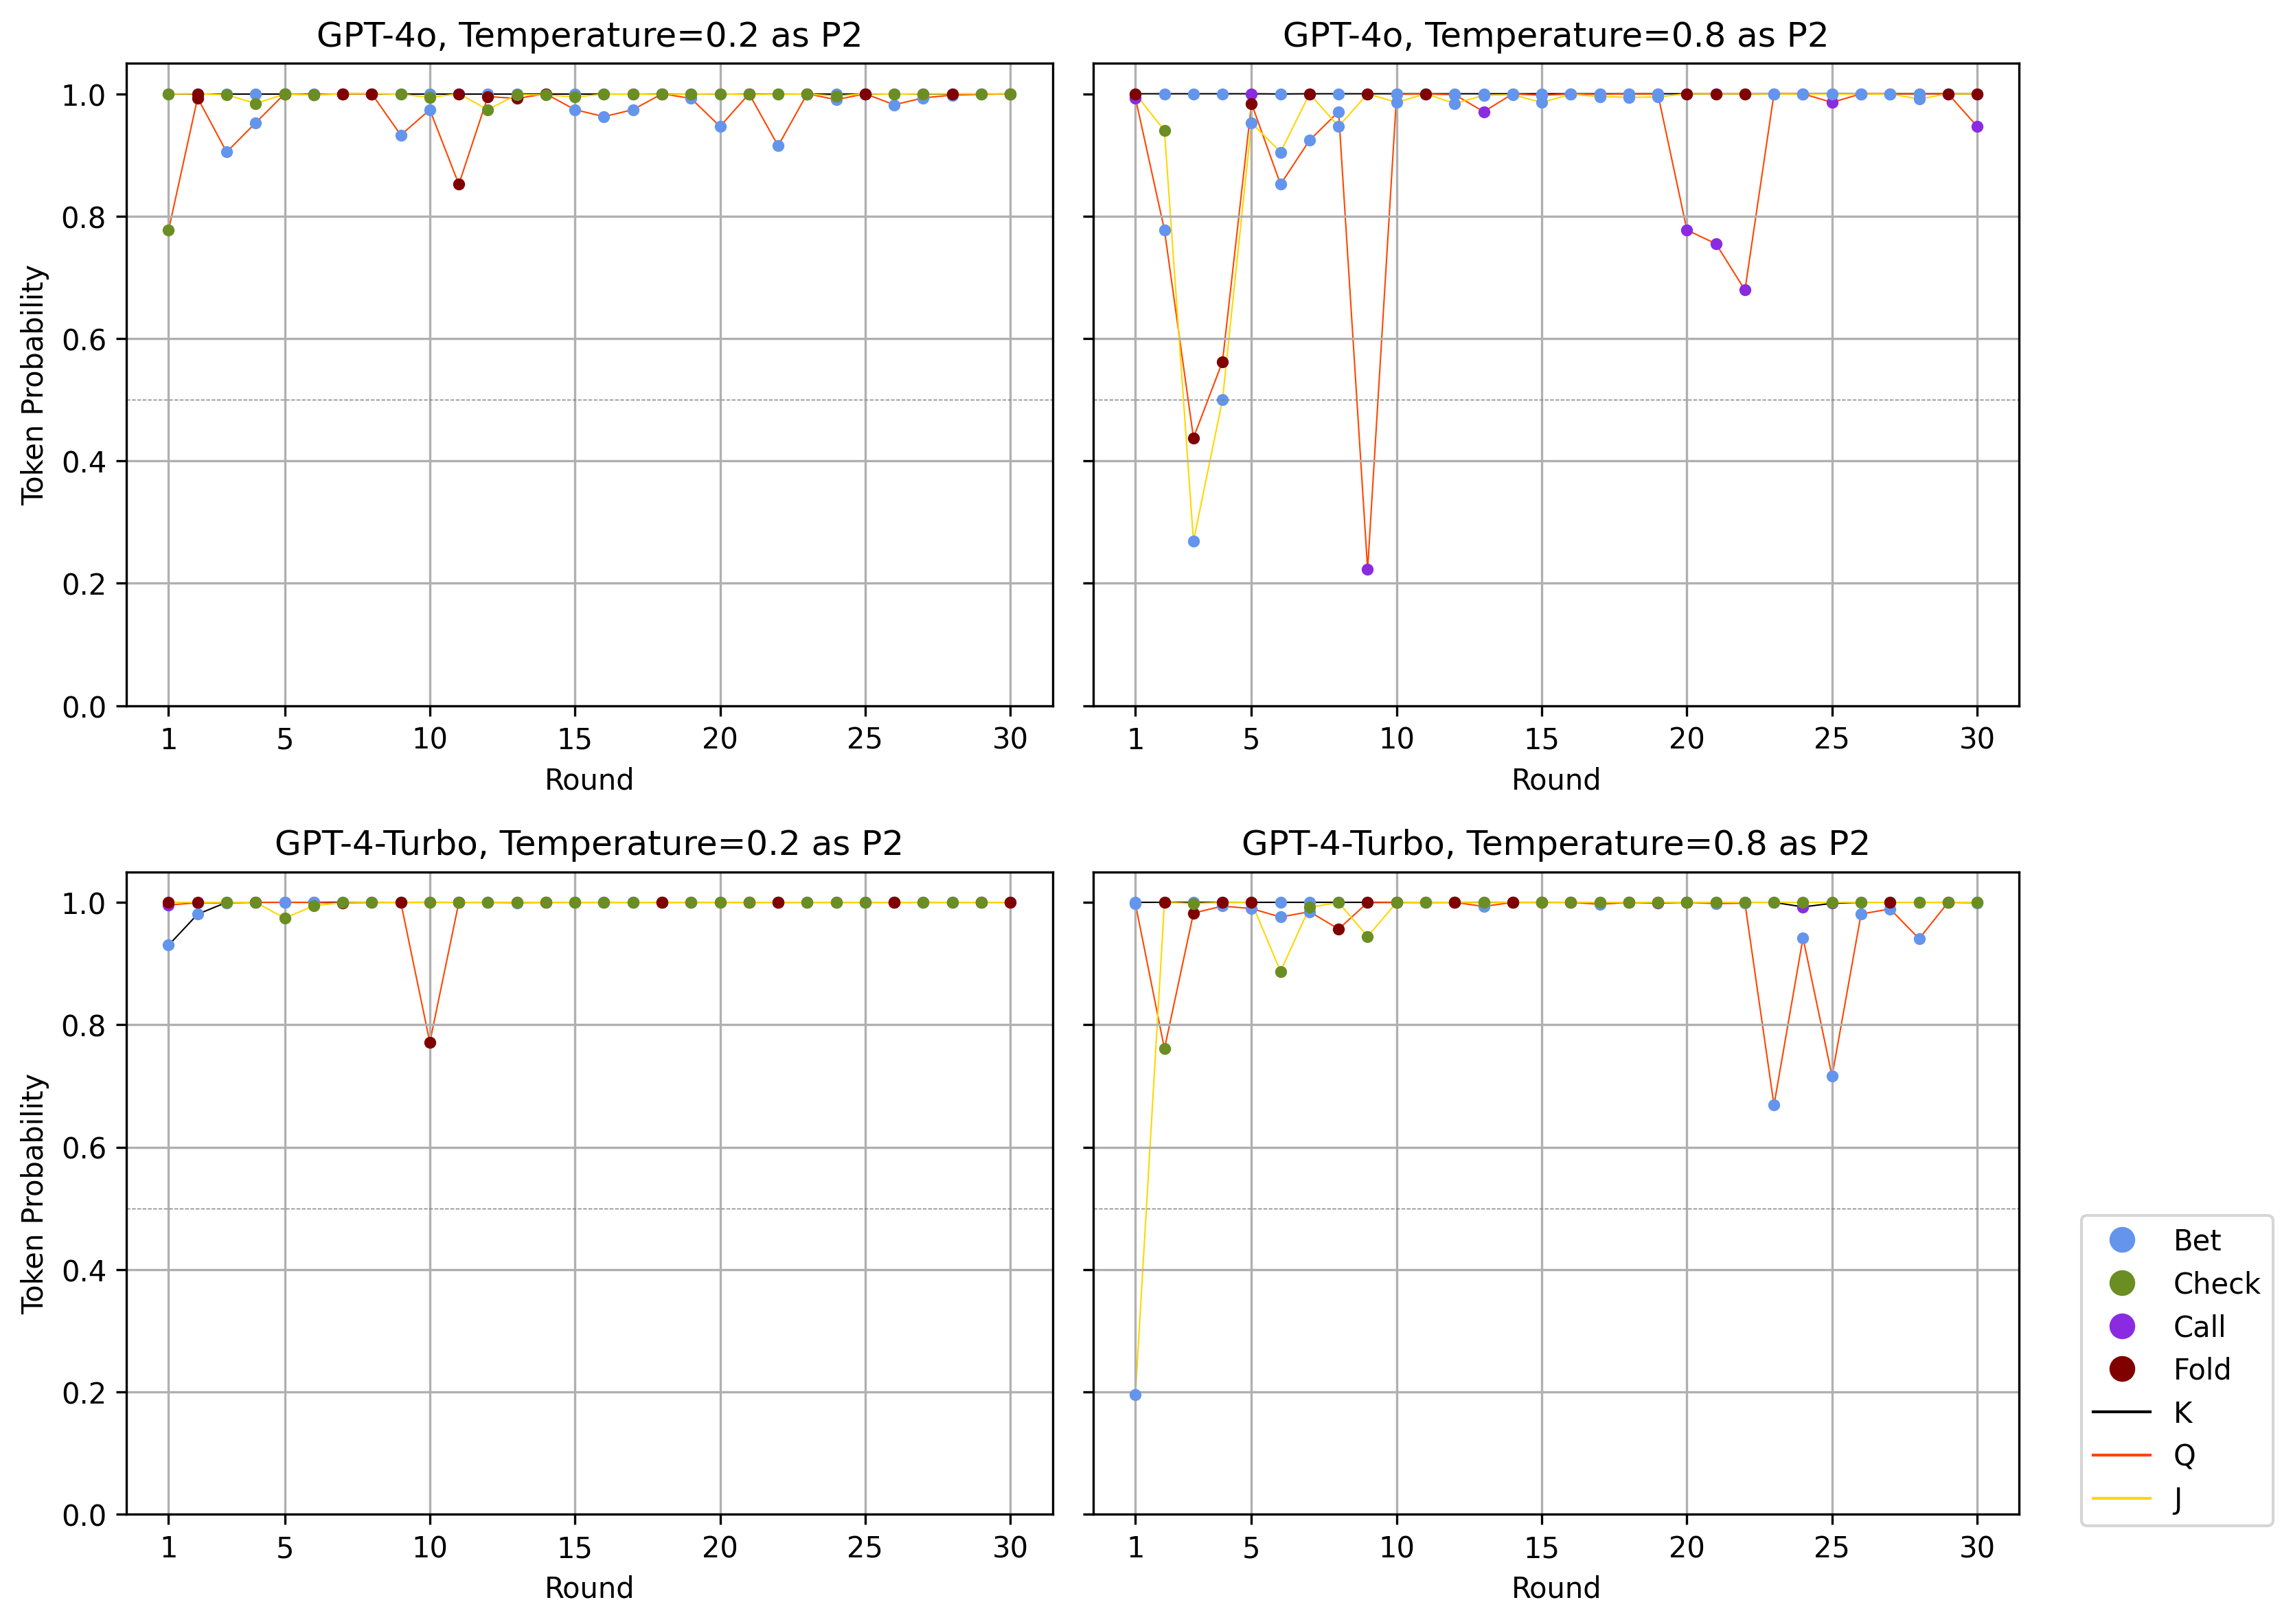 GPT-4o, Temperature=0.2 as P2
Token Probability
1.0
0.8
0.6
0.4
0.2
0.0
1 5 10 15 20 25 30
Round
GPT-4o, Temperature=0.8 as P2
1 5 10 15 20 25 30
Round
GPT-4-Turbo, Temperature=0.2 as P2
Token Probability
1.0
0.8
0.6
0.4
0.2
0.0
1 5 10 15 20 25 30
Round
GPT-4-Turbo, Temperature=0.8 as P2
1 5 10 15 20 25 30
Round
Bet
Check
Call
Fold
K
Q
J